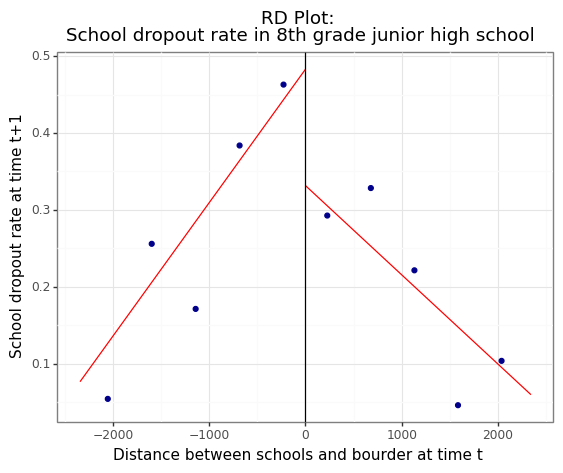 RD Plot:
School dropout rate in 8th grade junior high school
0.5
0.4
0.3
0.2
0.1
School dropout rate at time t+1
−2000 −1000 0 1000 2000
Distance between schools and bourder at time t